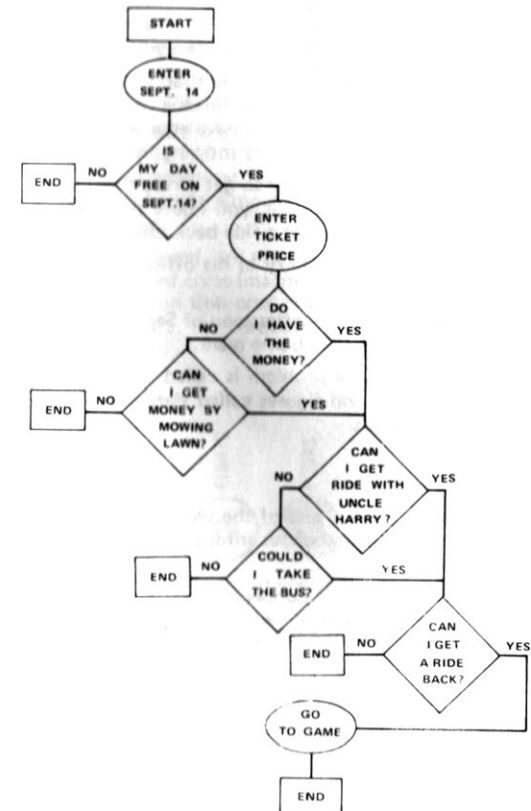 START
ENTER
SEPT. 14
IS
MY DAY
FREE ON
SEPT.14?
NO
YES
END
ENTER
TICKET
PRICE
DO
I HAVE
THE
MONEY?
NO
YES
CAN
I GET
MONEY BY
MOWING
LAWN?
NO
YES
END
CAN
I GET
RIDE WITH
UNCLE
HARRY?
NO
YES
COULD
I TAKE
THE BUS?
NO
YES
END
CAN
I GET
A RIDE
BACK?
NO
YES
END
GO
TO GAME
END